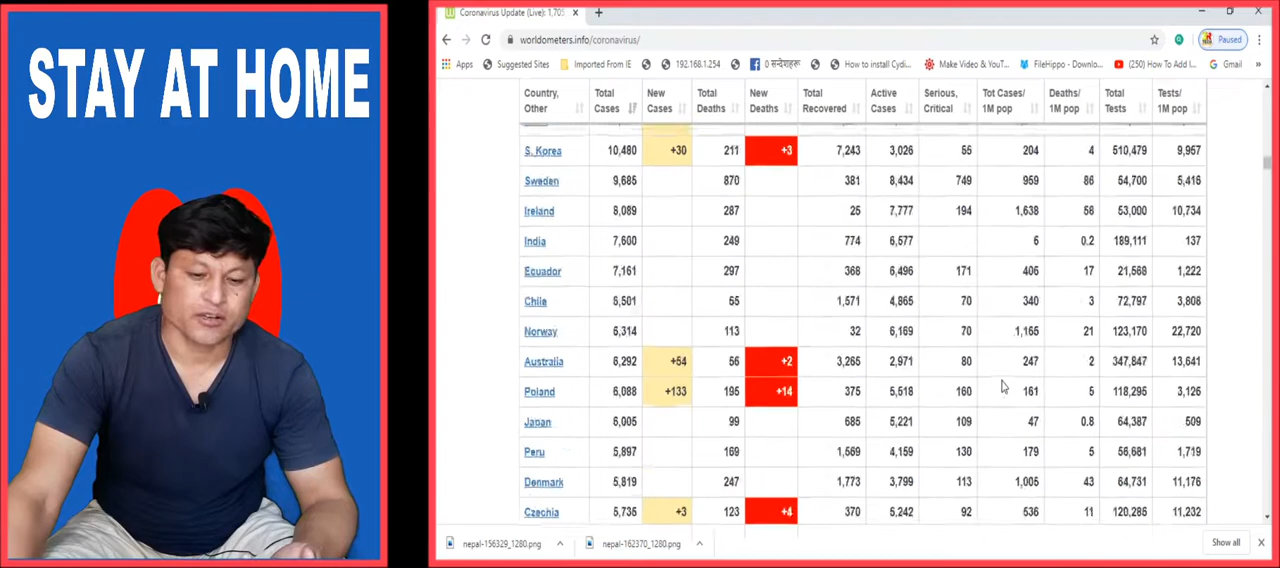 STAY AT HOME
Coronavirus Update (Live): 1,705
worldometers.info/coronavirus/
Paused
Apps Suggested Sites Imported From IE 192.168.1.254 0 सन्देशहरू How to install Cydi... Make Video & YouT... FileHippo - Downlo... (250) How To Add I... Gmail
Country, Other Total Cases New Cases Total Deaths New Deaths Total Recovered Active Cases Serious, Critical Tot Cases/ 1M pop Deaths/ 1M pop Total Tests Tests/ 1M pop
S. Korea 10,480 +30 211 +3 7,243 3,026 55 204 4 510,479 9,957
Sweden 9,685 870 381 8,434 749 959 86 54,700 5,416
Ireland 8,089 287 25 7,777 194 1,638 58 53,000 10,734
India 7,600 249 774 6,577 6 0.2 189,111 137
Ecuador 7,161 297 368 6,496 171 406 17 21,568 1,222
Chile 6,501 65 1,571 4,865 70 340 3 72,797 3,808
Norway 6,314 113 32 6,169 70 1,165 21 123,170 22,720
Australia 6,292 +54 56 +2 3,265 2,971 80 247 2 347,847 13,641
Poland 6,088 +133 195 +14 375 5,518 160 161 5 118,295 3,126
Japan 6,005 99 685 5,221 109 47 0.8 64,387 509
Peru 5,897 169 1,569 4,159 130 179 5 56,681 1,719
Denmark 5,819 247 1,773 3,799 113 1,005 43 64,731 11,176
Czechia 5,735 +3 123 +4 370 5,242 92 536 11 120,285 11,232
nepal-156329_1280.png nepal-162370_1280.png Show all